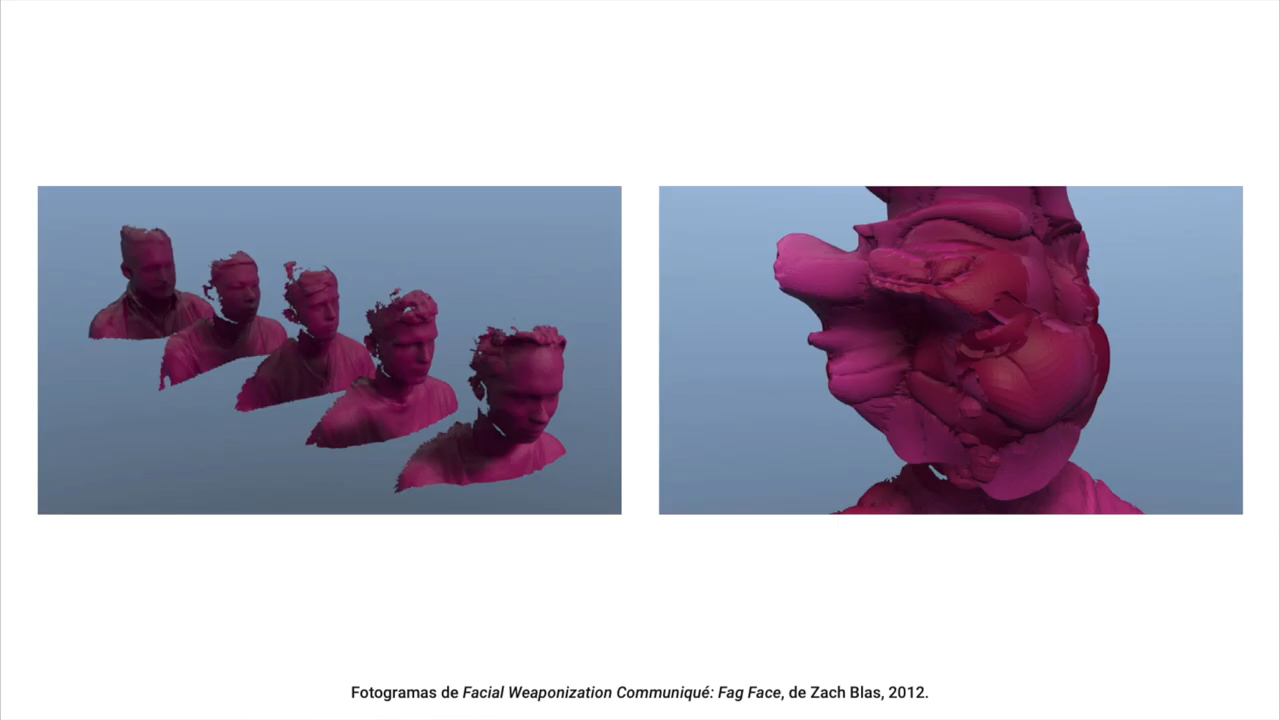 Fotogramas de Facial Weaponization Communiqué: Fag Face, de Zach Blas, 2012.